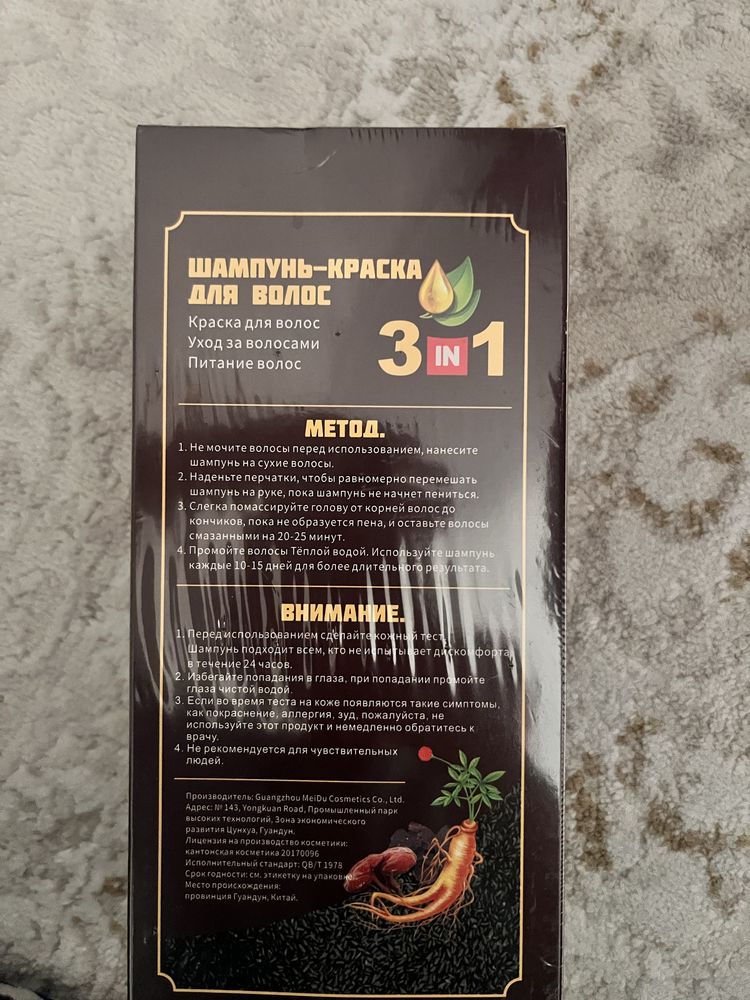 ШАМПУНЬ-КРАСКА
ДЛЯ ВОЛОС
Краска для волос
Уход за волосами
Питание волос
3 IN 1
МЕТОД.
1. Не мочите волосы перед использованием, нанесите
шампунь на сухие волосы.
2. Наденьте перчатки, чтобы равномерно перемешать
шампунь на руке, пока шампунь не начнет пениться.
3. Слегка помассируйте голову от корней волос до
кончиков, пока не образуется пена, и оставьте волосы
смазанными на 20-25 минут.
4. Промойте волосы Тёплой водой. Используйте шампунь
каждые 10-15 дней для более длительного результата.
ВНИМАНИЕ.
1. Перед использованием сделайте кожный тест.
Шампунь подходит всем, кто не испытывает дискомфорта
в течение 24 часов.
2. Избегайте попадания в глаза, при попадании промойте
глаза чистой водой.
3. Если во время теста на коже появляются такие симптомы,
как покраснение, аллергия, зуд, пожалуйста, не
используйте этот продукт и немедленно обратитесь к
врачу.
4. Не рекомендуется для чувствительных
людей.
Производитель: Guangzhou MeiDu Cosmetics Co., Ltd.
Адрес: № 143, Yongkuan Road, Промышленный парк
высоких технологий, Зона экономического
развития Цунхуа, Гуандун.
Лицензия на производство косметики:
кантонская косметика 20170096
Исполнительный стандарт: QB/T 1978
Срок годности: см. этикетку на упаковке.
Место происхождения:
провинция Гуандун, Китай.